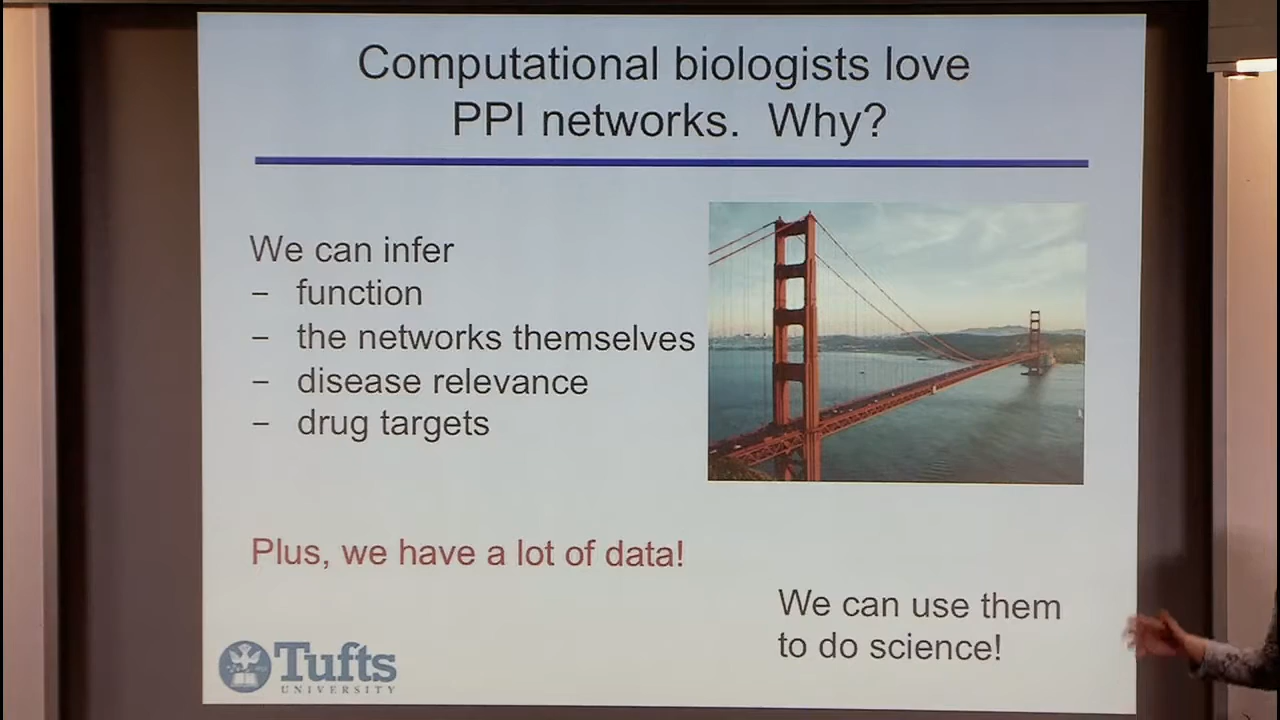 Computational biologists love
PPI networks.  Why?
We can infer
– function
– the networks themselves
– disease relevance
– drug targets
Plus, we have a lot of data!
We can use them
to do science!
Tufts
UNIVERSITY